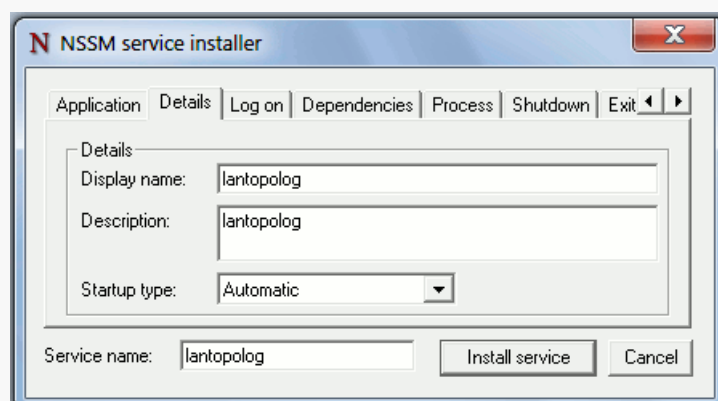 N NSSM service installer
Application Details Log on Dependencies Process Shutdown Exit
Details
Display name: lantopolog
Description: lantopolog
Startup type: Automatic
Service name: lantopolog Install service Cancel